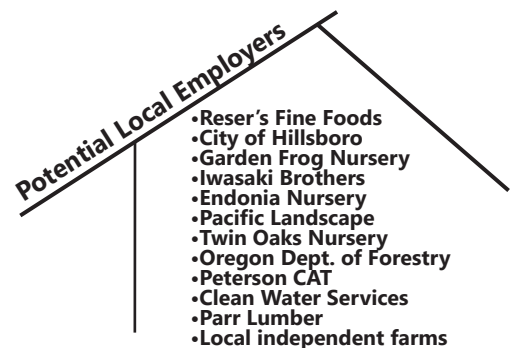 Potential Local Employers
•Reser’s Fine Foods
•City of Hillsboro
•Garden Frog Nursery
•Iwasaki Brothers
•Endonia Nursery
•Pacific Landscape
•Twin Oaks Nursery
•Oregon Dept. of Forestry
•Peterson CAT
•Clean Water Services
•Parr Lumber
•Local independent farms